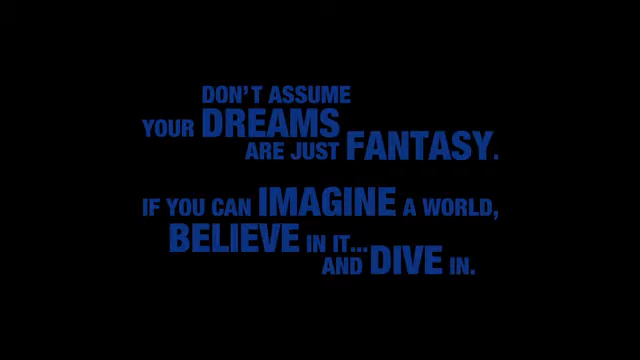 DON'T ASSUME
YOUR DREAMS
ARE JUST FANTASY.
IF YOU CAN IMAGINE A WORLD,
BELIEVE IN IT...
AND DIVE IN.